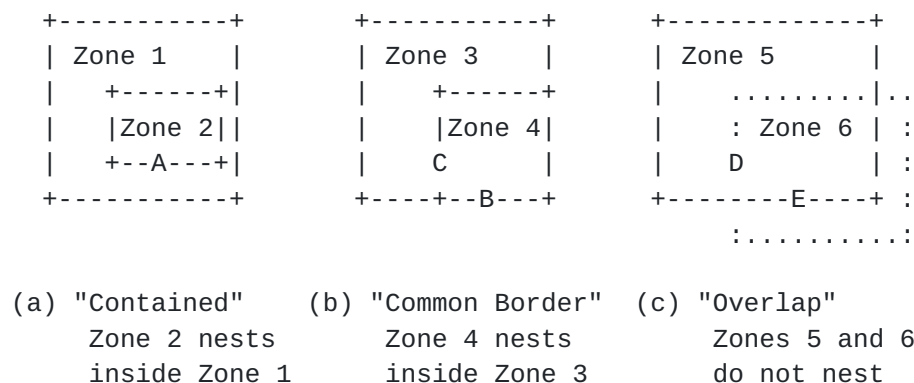 +-----------+ +-----------+ +-------------+
| Zone 1 | | Zone 3 | | Zone 5 |
| +------+| | +------+ | .........|..
| |Zone 2|| | |Zone 4| | : Zone 6 | :
| +--A---+| | C | | D | :
+-----------+ +----+--B---+ +--------E----+ :
:..........:
(a) "Contained" (b) "Common Border" (c) "Overlap"
Zone 2 nests Zone 4 nests Zones 5 and 6
inside Zone 1 inside Zone 3 do not nest